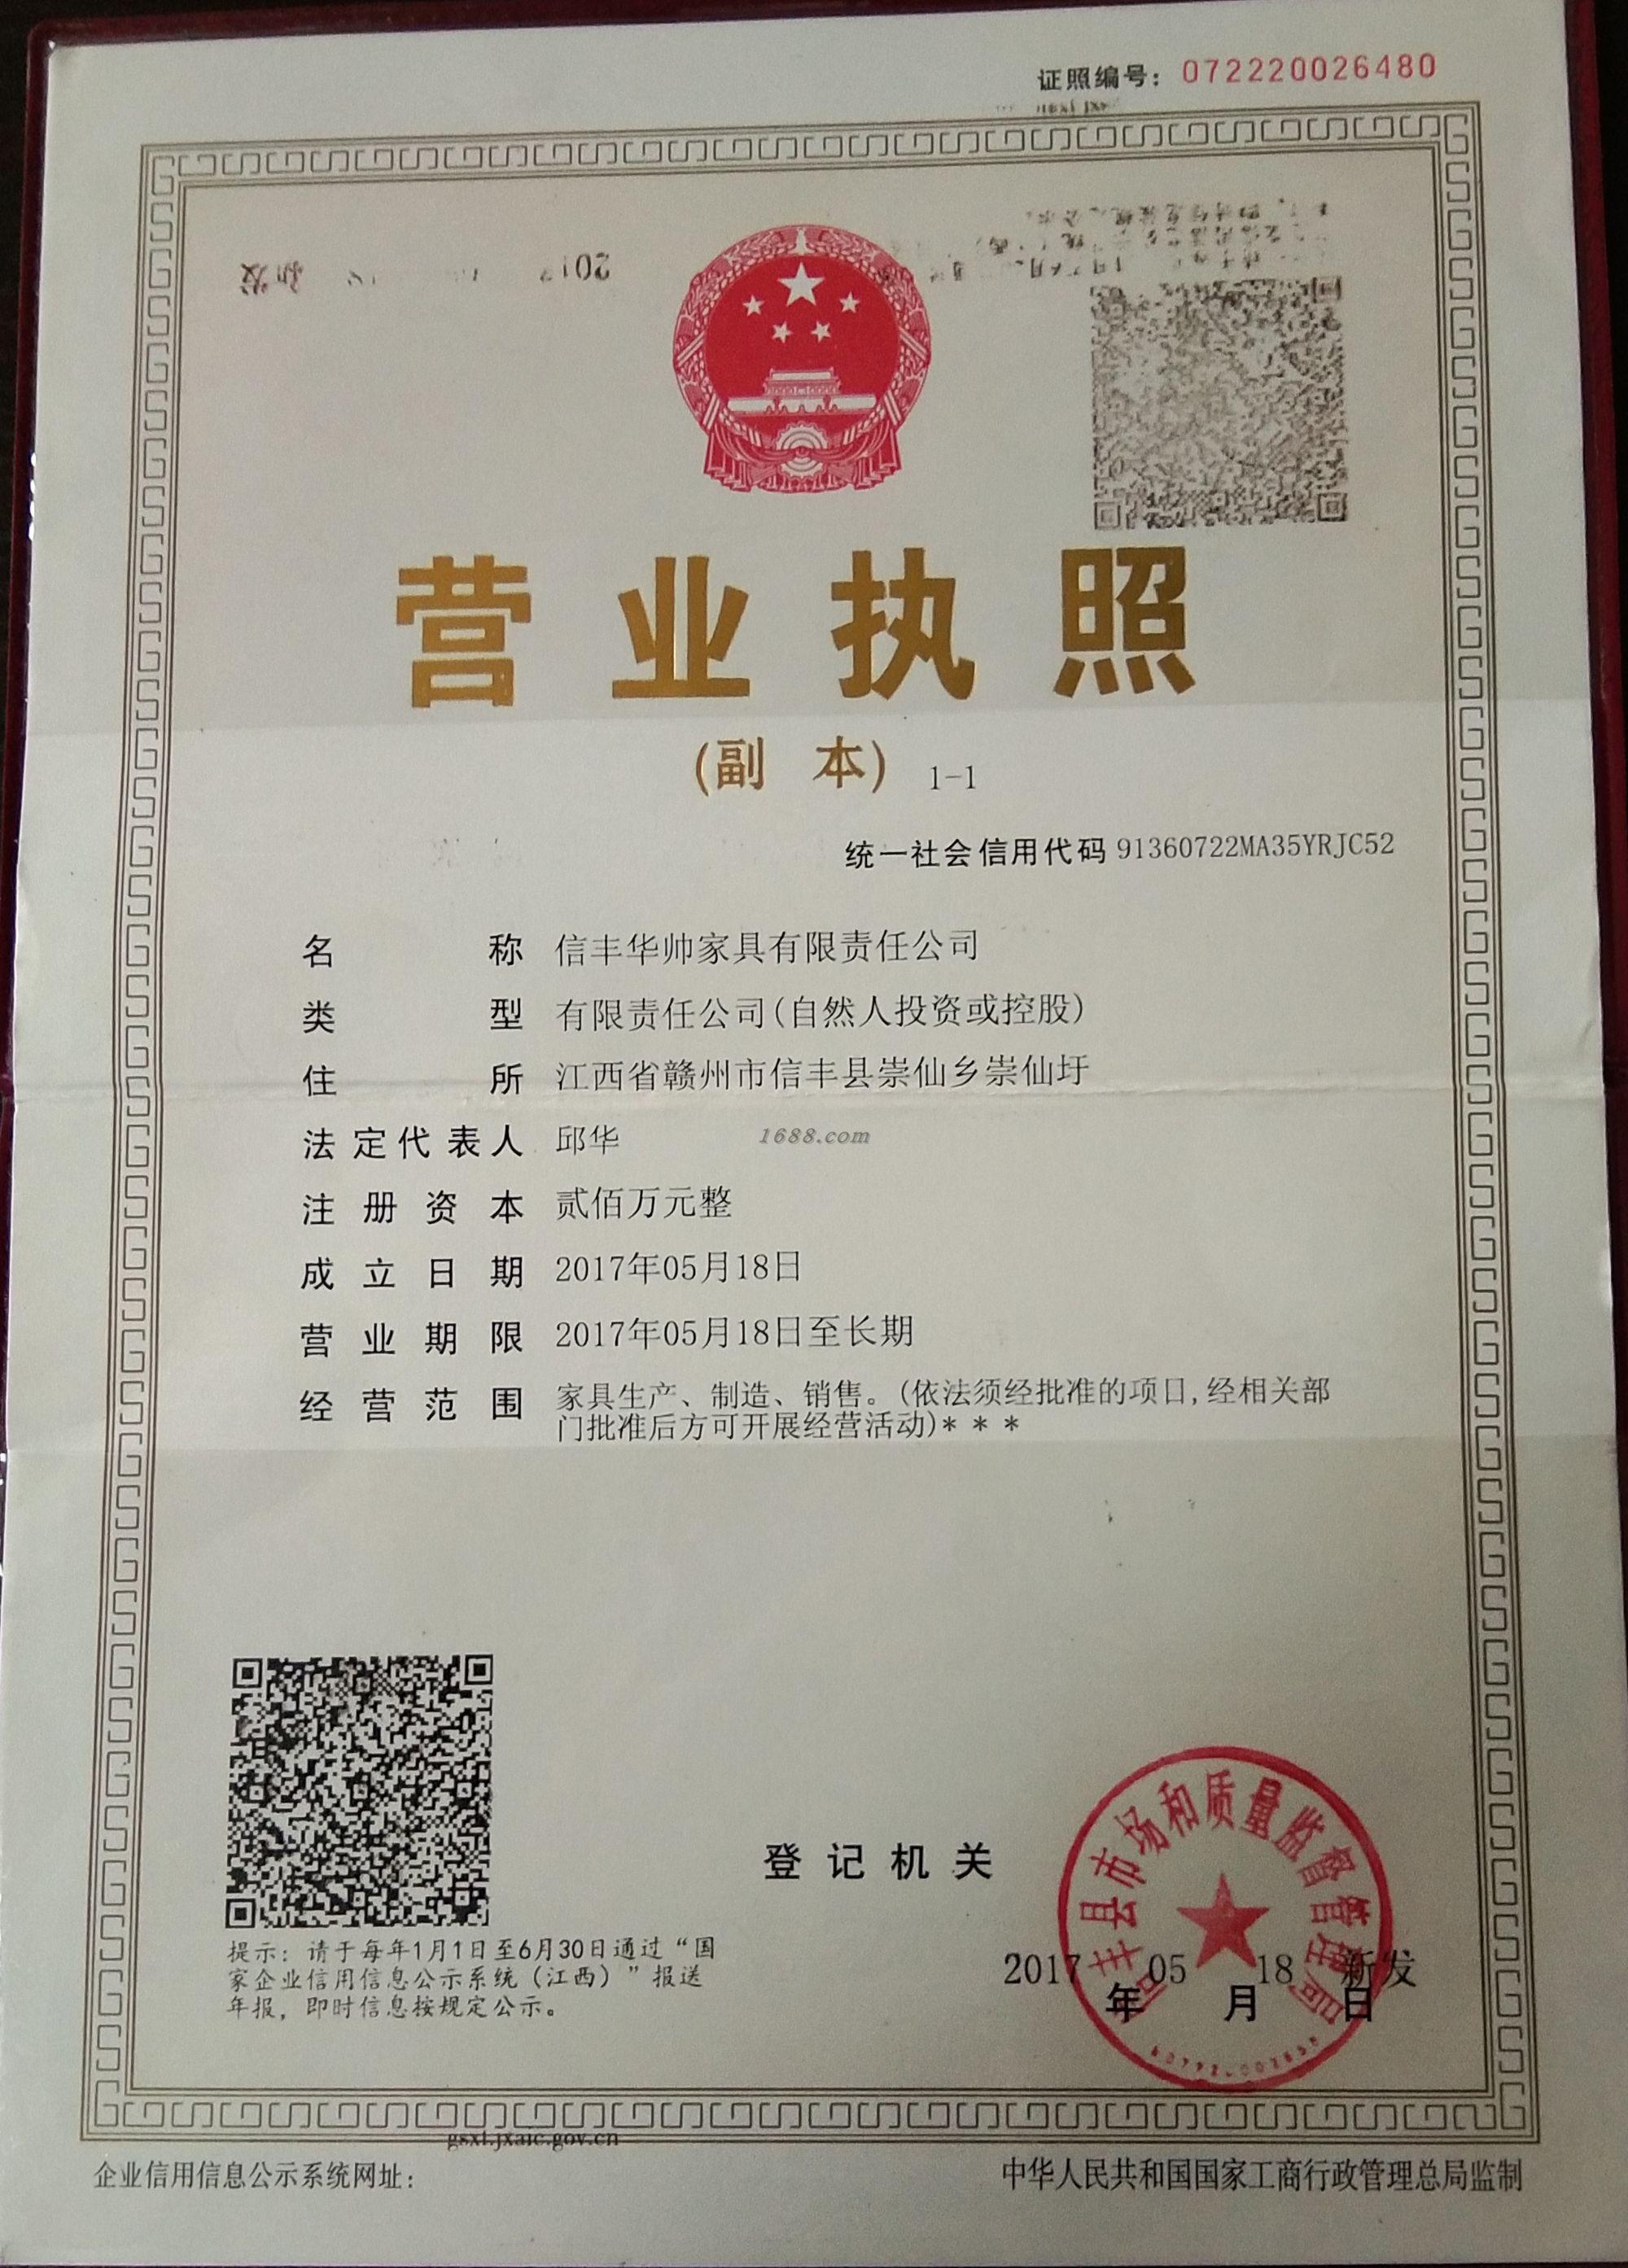 证照编号：072220026480
营业执照
(副 本) 1-1
统一社会信用代码 91360722MA35YRJC52
名 称 信丰华帅家具有限责任公司
类 型 有限责任公司(自然人投资或控股)
住 所 江西省赣州市信丰县崇仙乡崇仙圩
法定代表人 邱华
1688.com
注册资本 贰佰万元整
成立日期 2017年05月18日
营业期限 2017年05月18日至长期
经营范围 家具生产、制造、销售。(依法须经批准的项目,经相关部
门批准后方可开展经营活动)***
登记机关
丰县市场和质量监督管理局
2017 05 18 新发
年 月 日
提示：请于每年1月1日至6月30日通过“国
家企业信用信息公示系统（江西）”报送
年报，即时信息按规定公示。
gsxt.jxaic.gov.cn
企业信用信息公示系统网址：
中华人民共和国国家工商行政管理总局监制